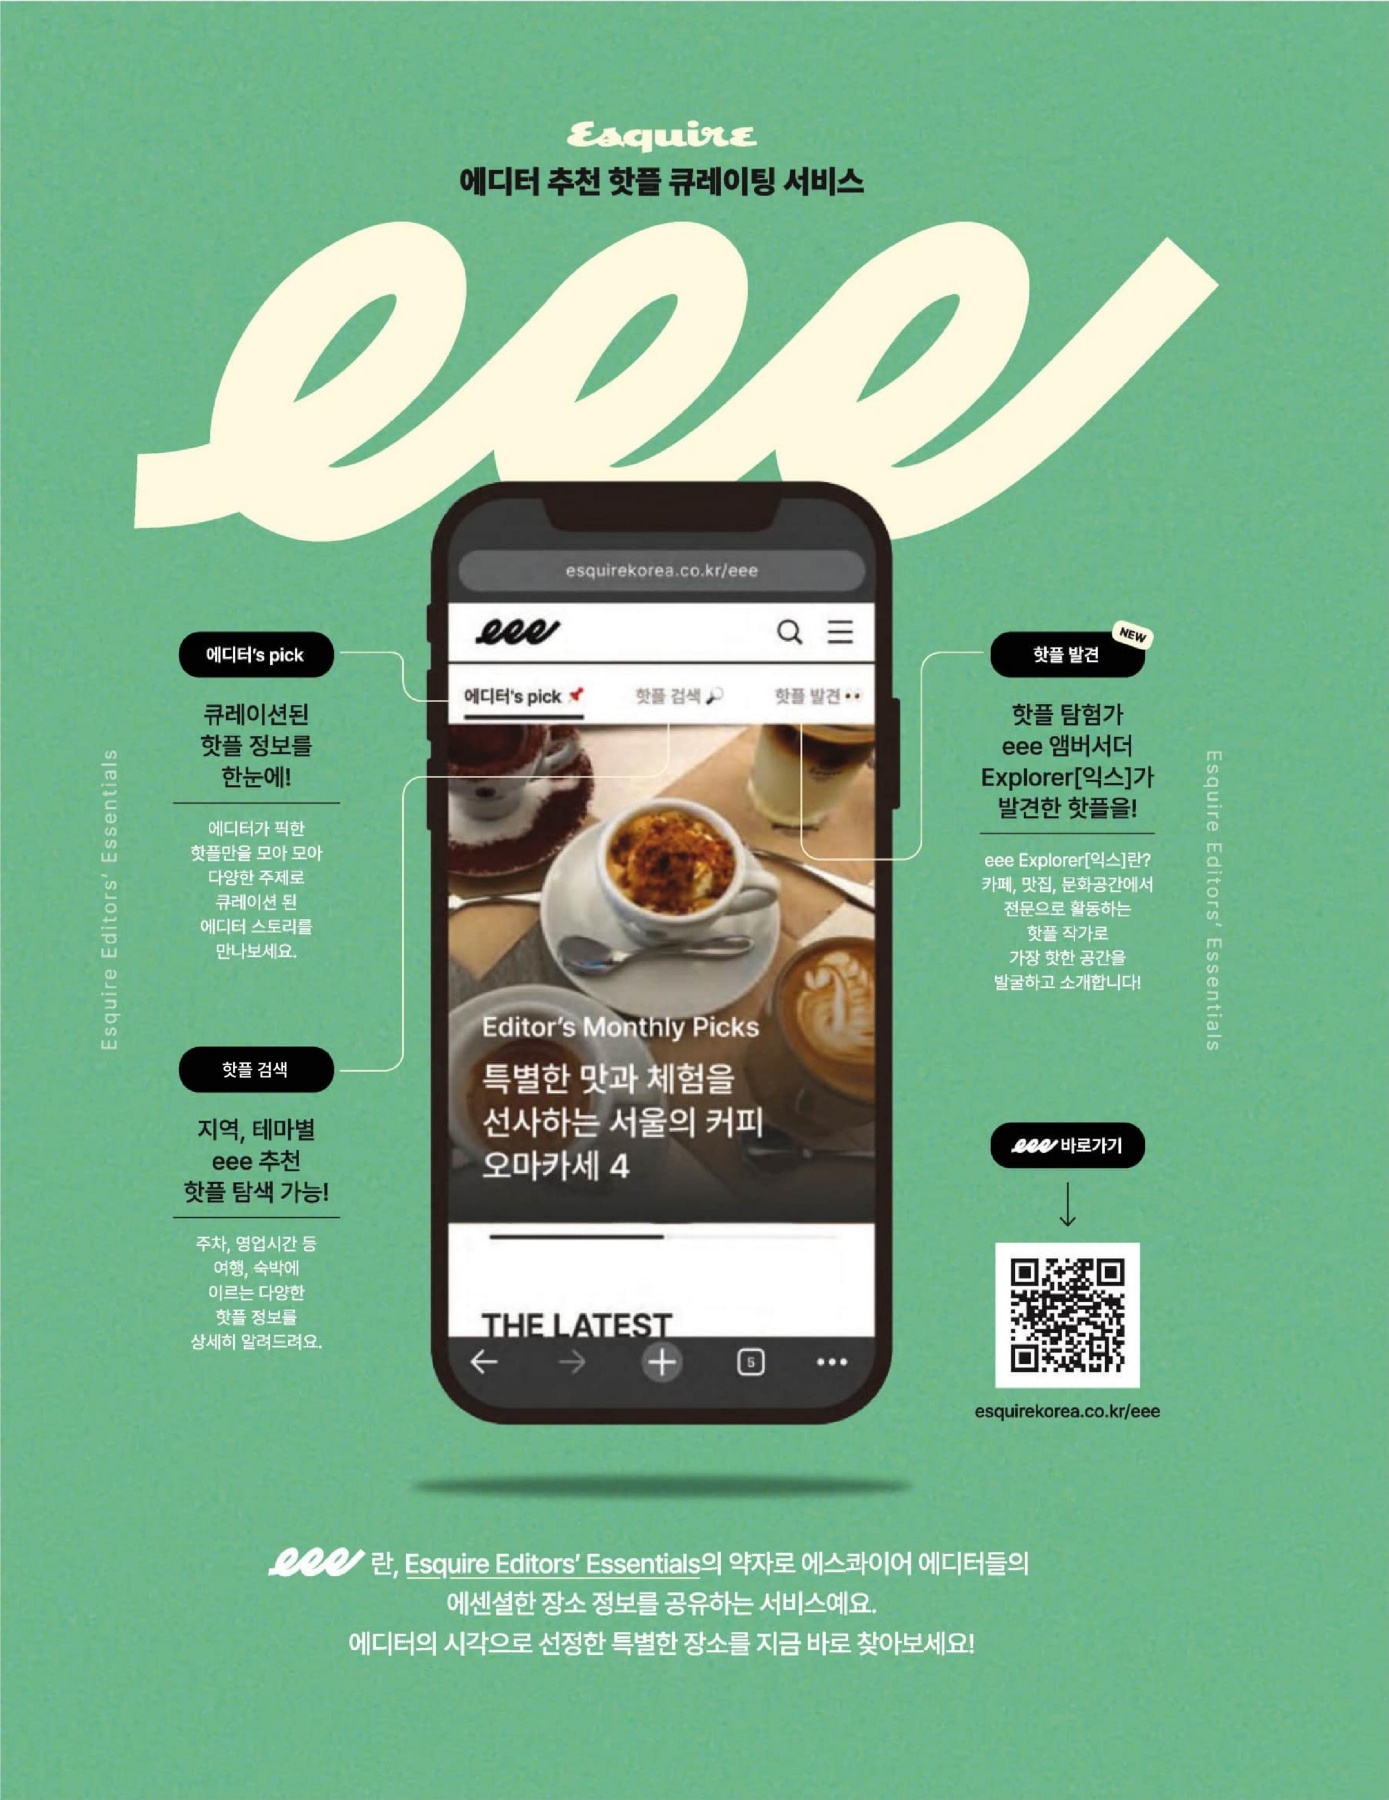 Esquire
에디터 추천 핫플 큐레이팅 서비스
eee
esquirekorea.co.kr/eee
eee
에디터's pick
핫플 검색
핫플 발견
Editor's Monthly Picks
특별한 맛과 체험을
선사하는 서울의 커피
오마카세 4
THE LATEST
5
에디터's pick
큐레이션된
핫플 정보를
한눈에!
에디터가 픽한
핫플만을 모아 모아
다양한 주제로
큐레이션 된
에디터 스토리를
만나보세요.
핫플 검색
지역, 테마별
eee 추천
핫플 탐색 가능!
주차, 영업시간 등
여행, 숙박에
이르는 다양한
핫플 정보를
상세히 알려드려요.
핫플 발견
NEW
핫플 탐험가
eee 앰버서더
Explorer[익스]가
발견한 핫플을!
eee Explorer[익스]란?
카페, 맛집, 문화공간에서
전문으로 활동하는
핫플 작가로
가장 핫한 공간을
발굴하고 소개합니다!
eee 바로가기
esquirekorea.co.kr/eee
Esquire Editors' Essentials
Esquire Editors' Essentials
eee 란, Esquire Editors' Essentials의 약자로 에스콰이어 에디터들의
에센셜한 장소 정보를 공유하는 서비스예요.
에디터의 시각으로 선정한 특별한 장소를 지금 바로 찾아보세요!